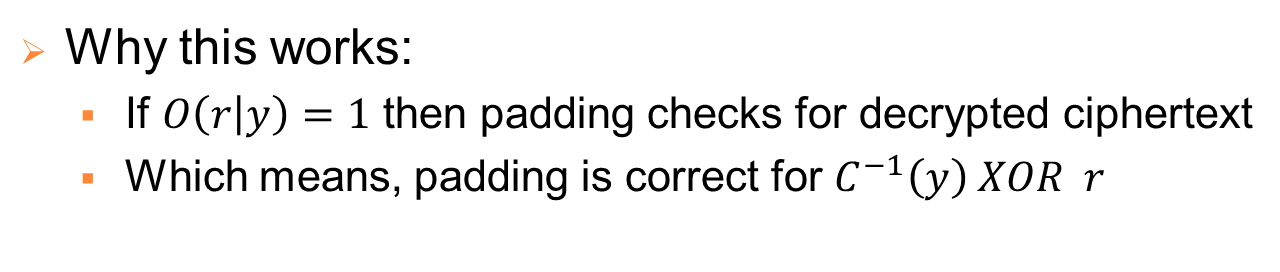 ➢ Why this works:
▪ If 𝑂(𝑟|𝑦) = 1 then padding checks for decrypted ciphertext
▪ Which means, padding is correct for 𝐶⁻¹(𝑦) 𝑋𝑂𝑅 𝑟